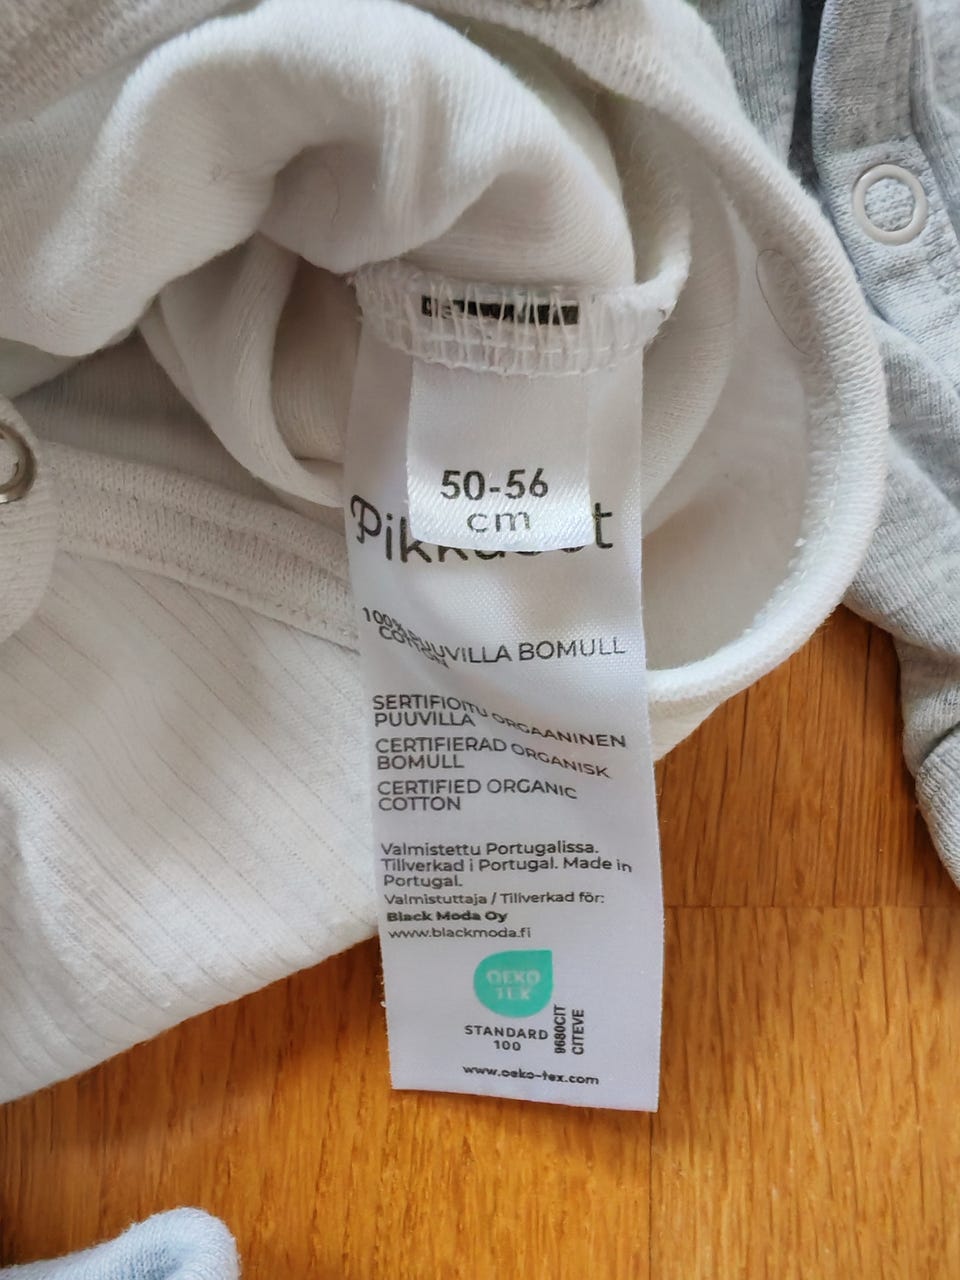 50-56
cm
100% PUUVILLA BOMULL
COTTON
SERTIFIOITU ORGAANINEN
PUUVILLA
CERTIFIERAD ORGANISK
BOMULL
CERTIFIED ORGANIC
COTTON
Valmistettu Portugalissa.
Tillverkad i Portugal. Made in
Portugal.
Valmistuttaja / Tillverkad för:
Black Moda Oy
www.blackmoda.fi
OEKO
TEX
STANDARD
100
9680CIT
CITEVE
www.oeko-tex.com